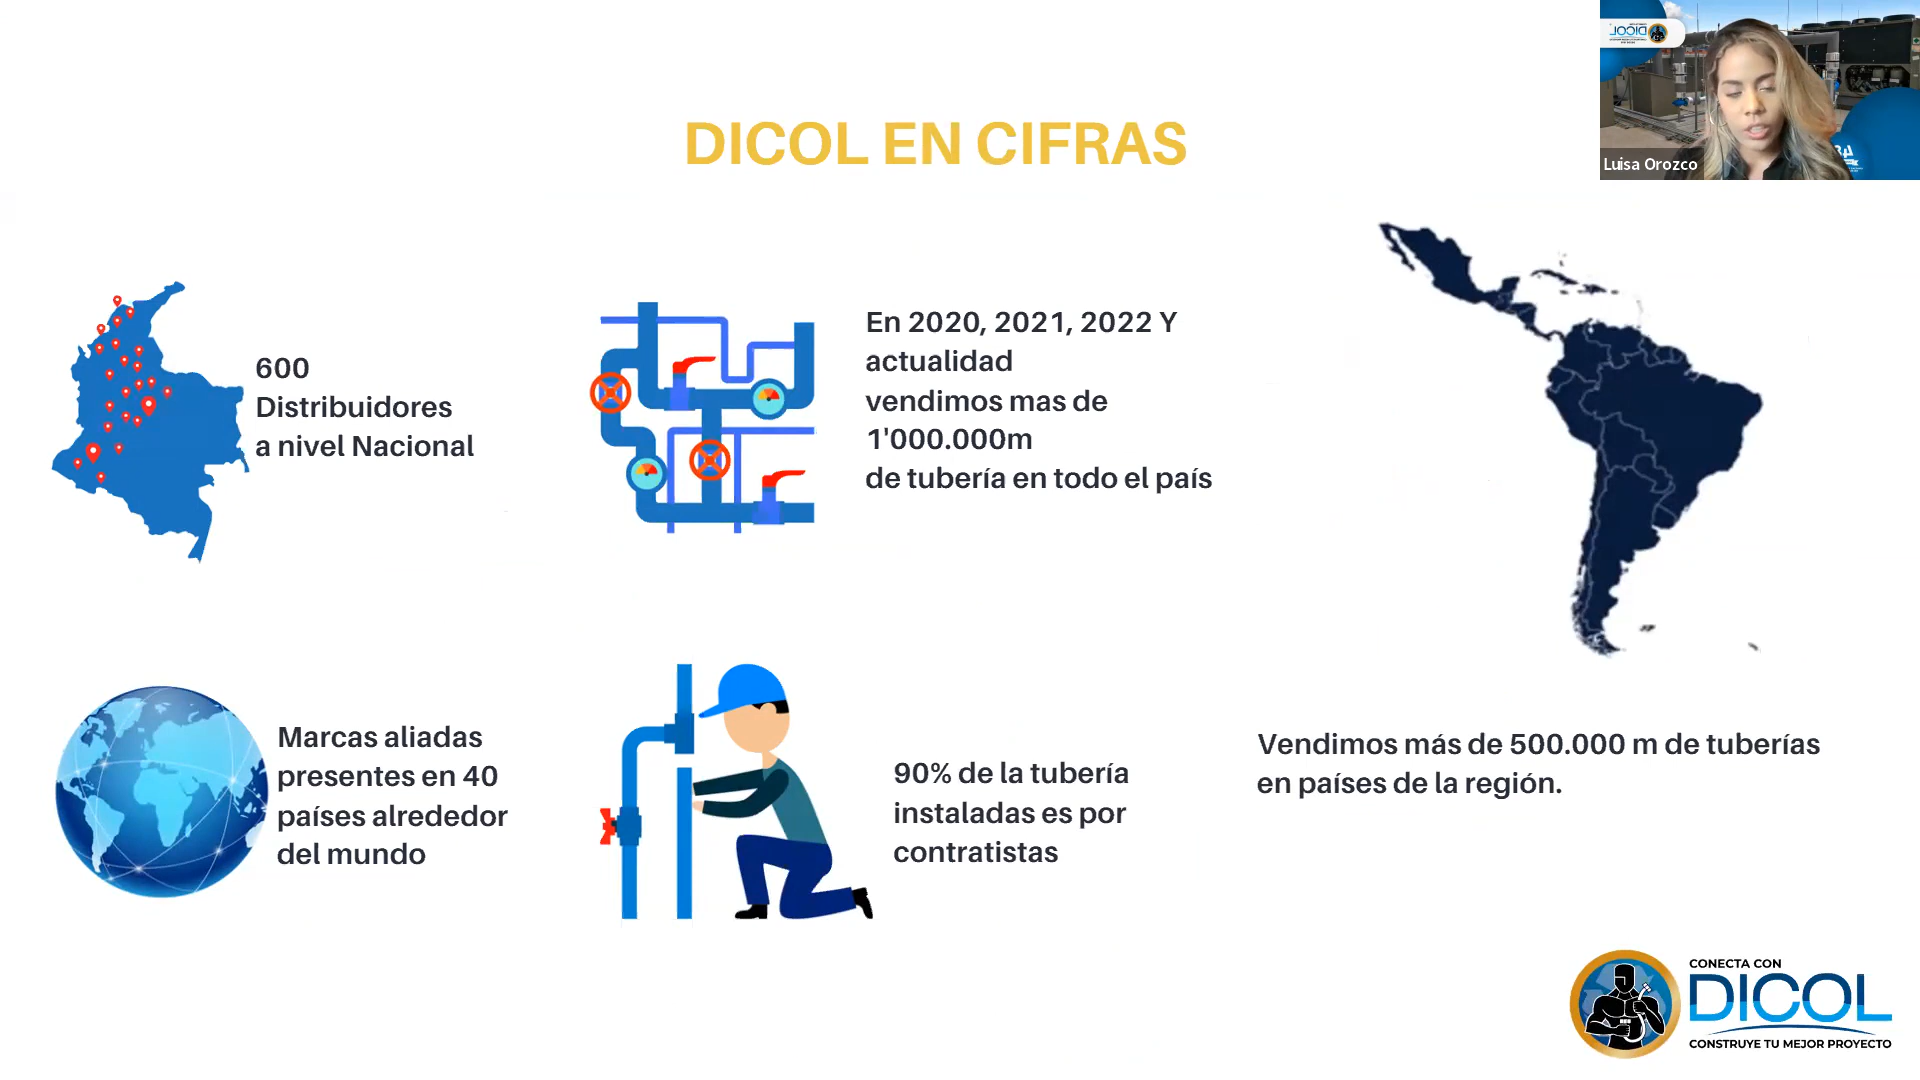 DICOL EN CIFRAS
DICOL
Luisa Orozco
600
Distribuidores
a nivel Nacional
En 2020, 2021, 2022 Y
actualidad
vendimos mas de
1'000.000m
de tubería en todo el país
Marcas aliadas
presentes en 40
países alrededor
del mundo
90% de la tubería
instaladas es por
contratistas
Vendimos más de 500.000 m de tuberías
en países de la región.
CONECTA CON
DICOL
CONSTRUYE TU MEJOR PROYECTO